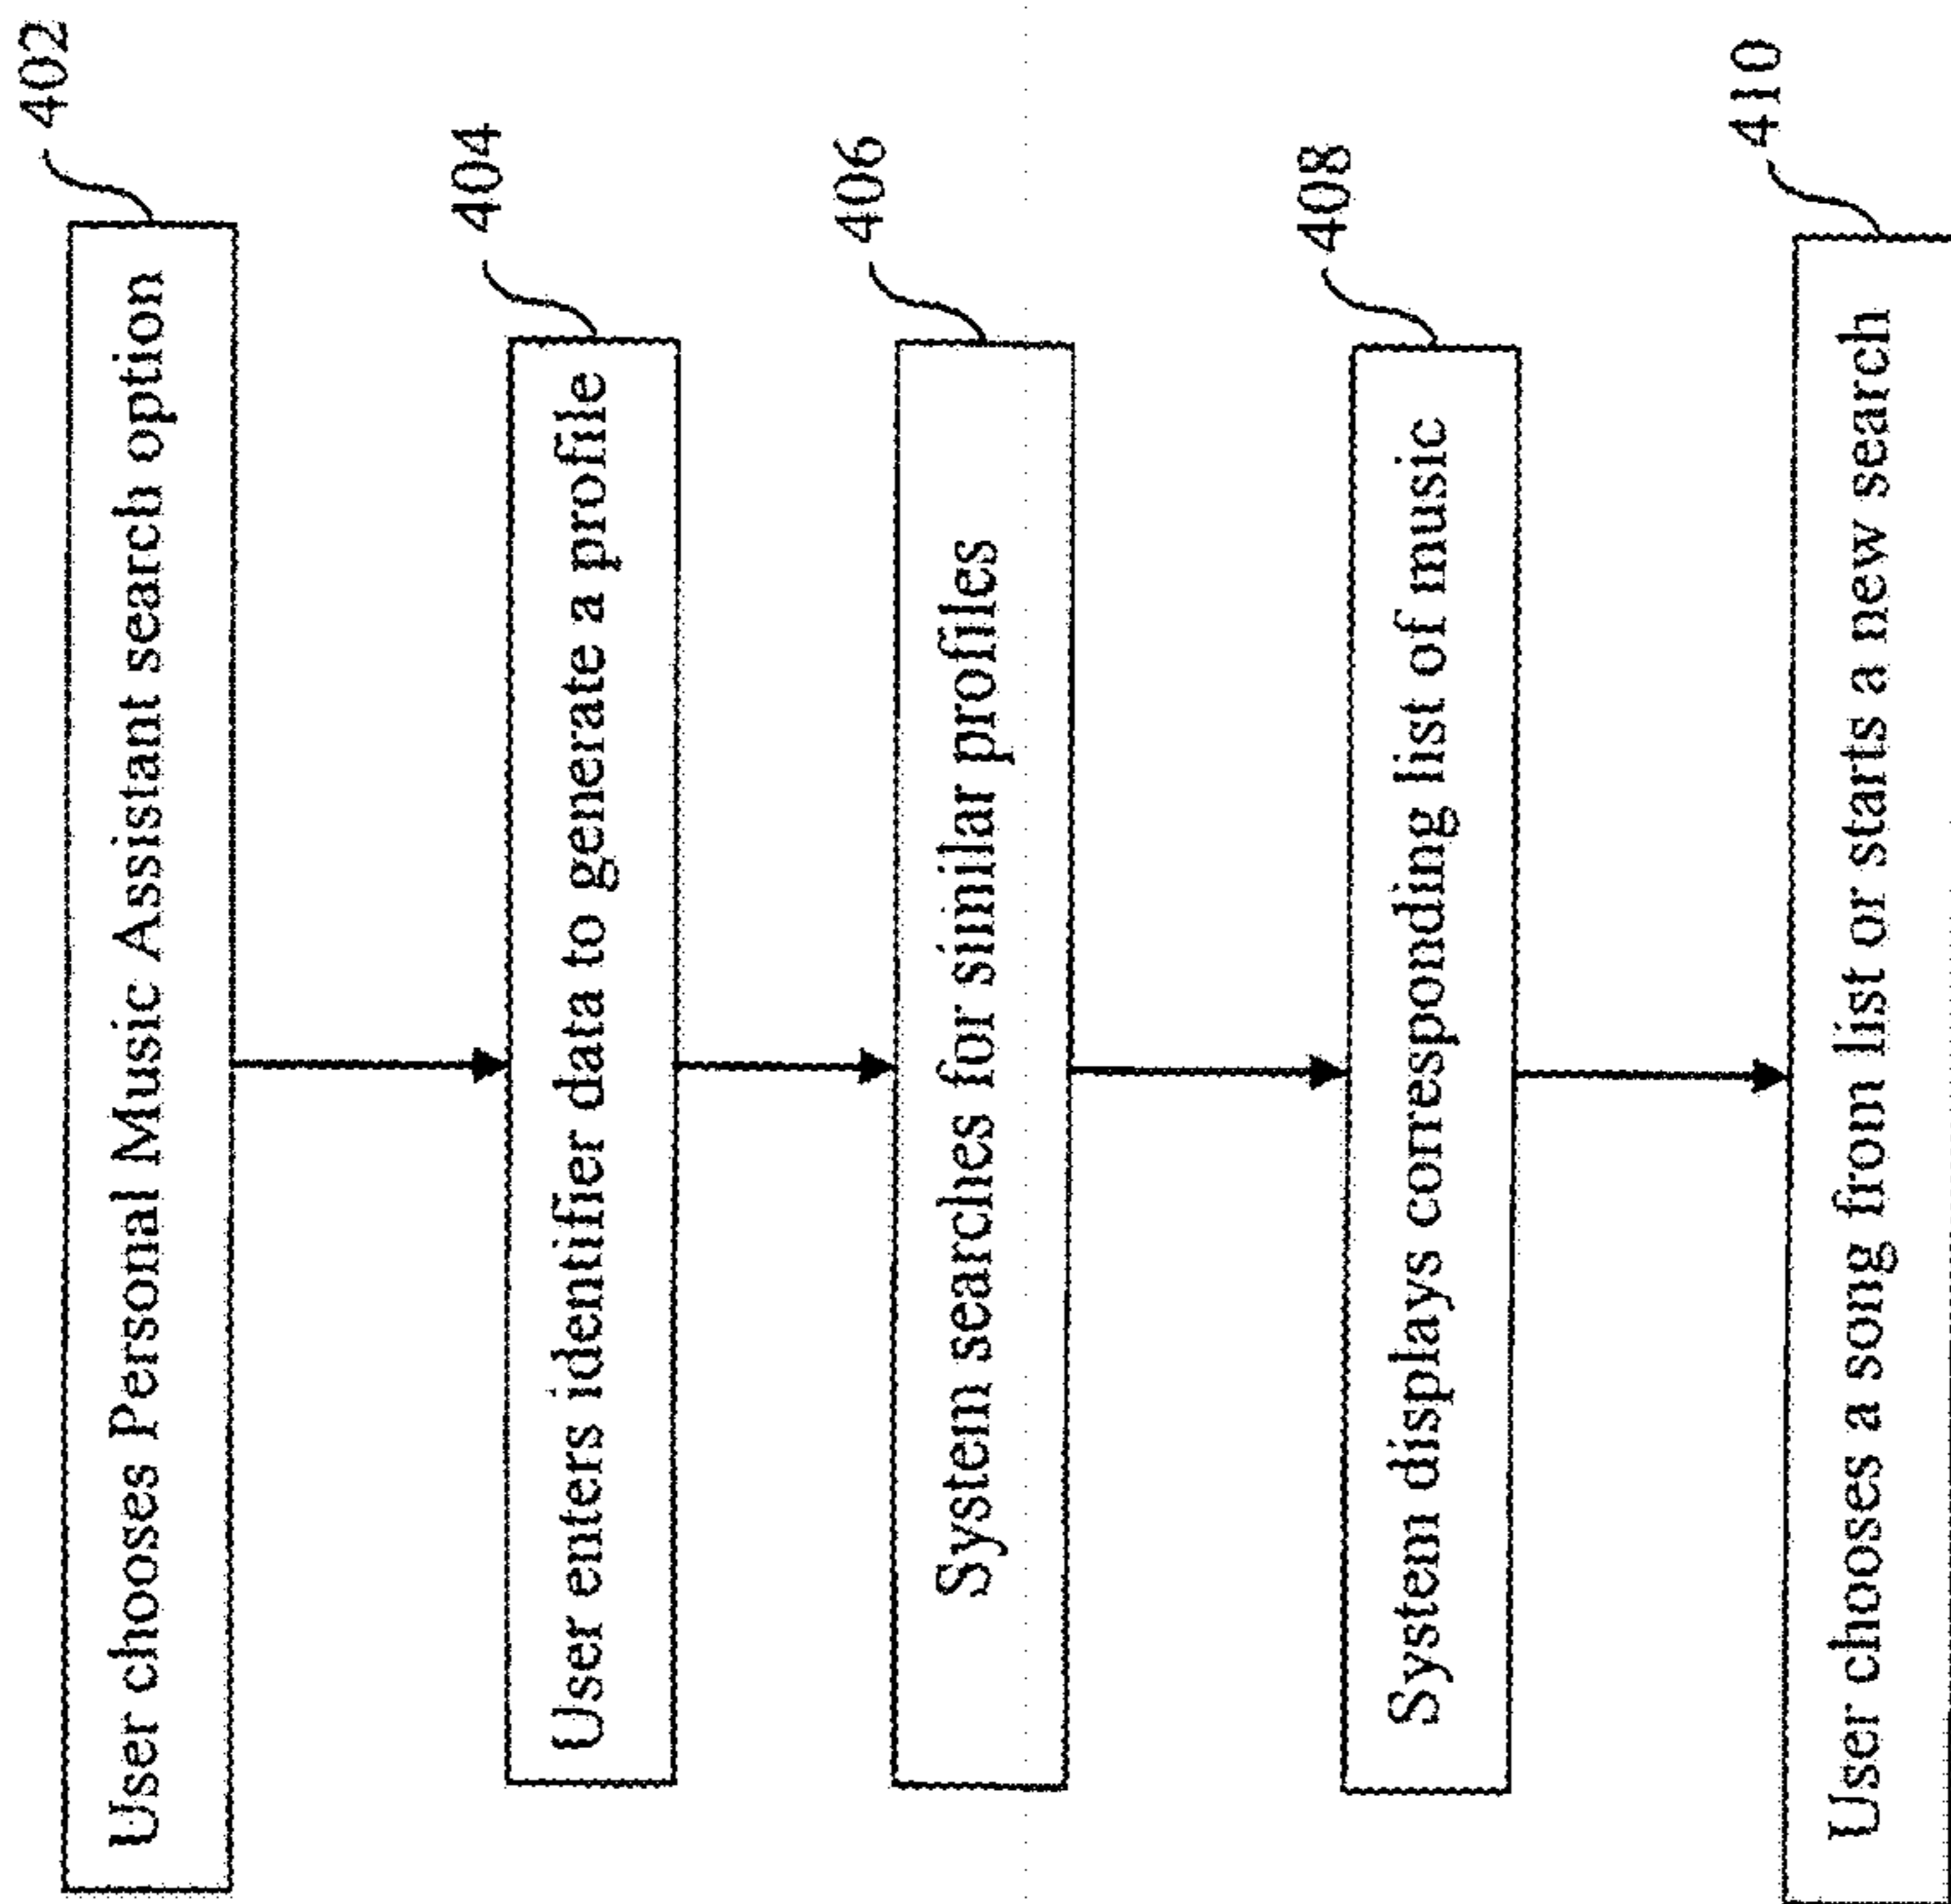 402
User chooses Personal Music Assistant search option
404
User enters identifier data to generate a profile
406
System searches for similar profiles
408
System displays corresponding list of music
410
User chooses a song from list or starts a new search